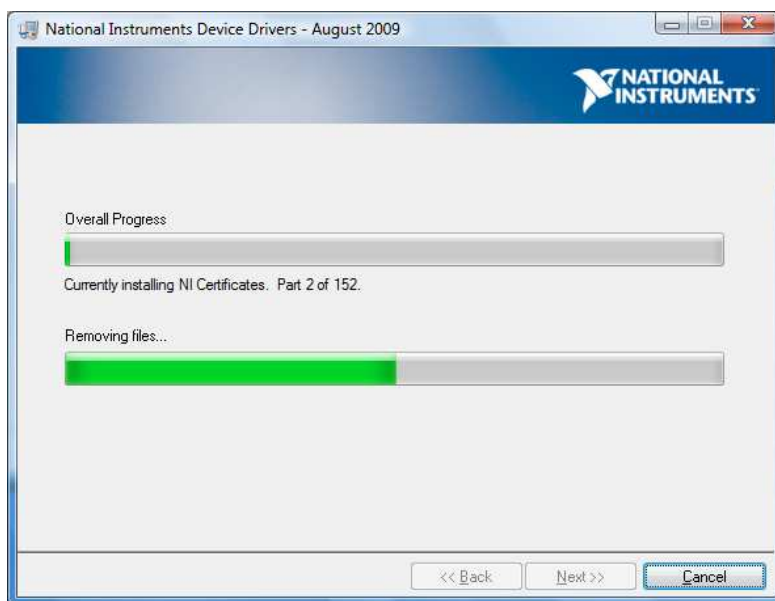 National Instruments Device Drivers - August 2009
NATIONAL
INSTRUMENTS
Overall Progress
Currently installing NI Certificates. Part 2 of 152.
Removing files...
<< Back
Next >>
Cancel